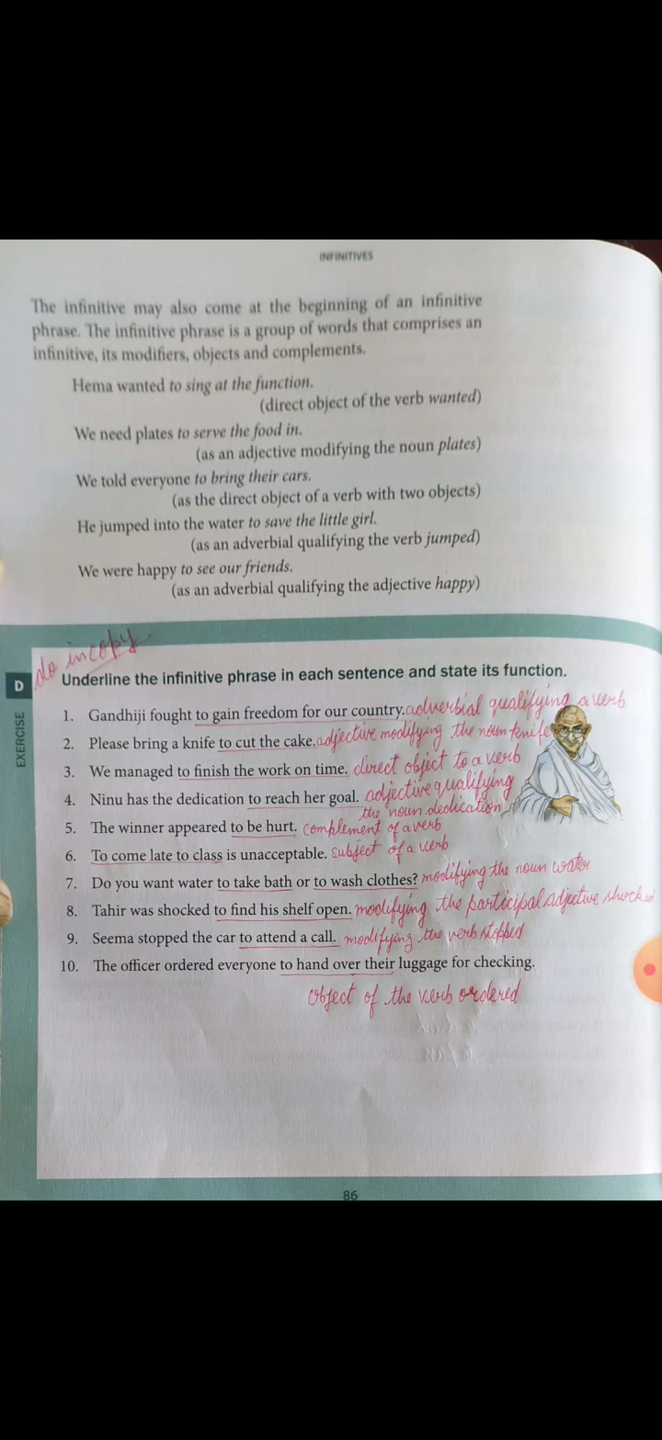 INFINITIVES
The infinitive may also come at the beginning of an infinitive
phrase. The infinitive phrase is a group of words that comprises an
infinitive, its modifiers, objects and complements.
Hema wanted to sing at the function.
(direct object of the verb wanted)
We need plates to serve the food in.
(as an adjective modifying the noun plates)
We told everyone to bring their cars.
(as the direct object of a verb with two objects)
He jumped into the water to save the little girl.
(as an adverbial qualifying the verb jumped)
We were happy to see our friends.
(as an adverbial qualifying the adjective happy)
do in copy
EXERCISE D
Underline the infinitive phrase in each sentence and state its function.
1. Gandhiji fought to gain freedom for our country. adverbial qualifying a verb
2. Please bring a knife to cut the cake. adjective modifying the noun knife
3. We managed to finish the work on time. direct object to a verb
4. Ninu has the dedication to reach her goal. adjective qualifying
the noun dedication
5. The winner appeared to be hurt. complement of a verb
6. To come late to class is unacceptable. subject of a verb
7. Do you want water to take bath or to wash clothes? modifying the noun water
8. Tahir was shocked to find his shelf open. modifying the participal adjective shocked
9. Seema stopped the car to attend a call. modifying the verb stopped
10. The officer ordered everyone to hand over their luggage for checking.
object of the verb ordered
86